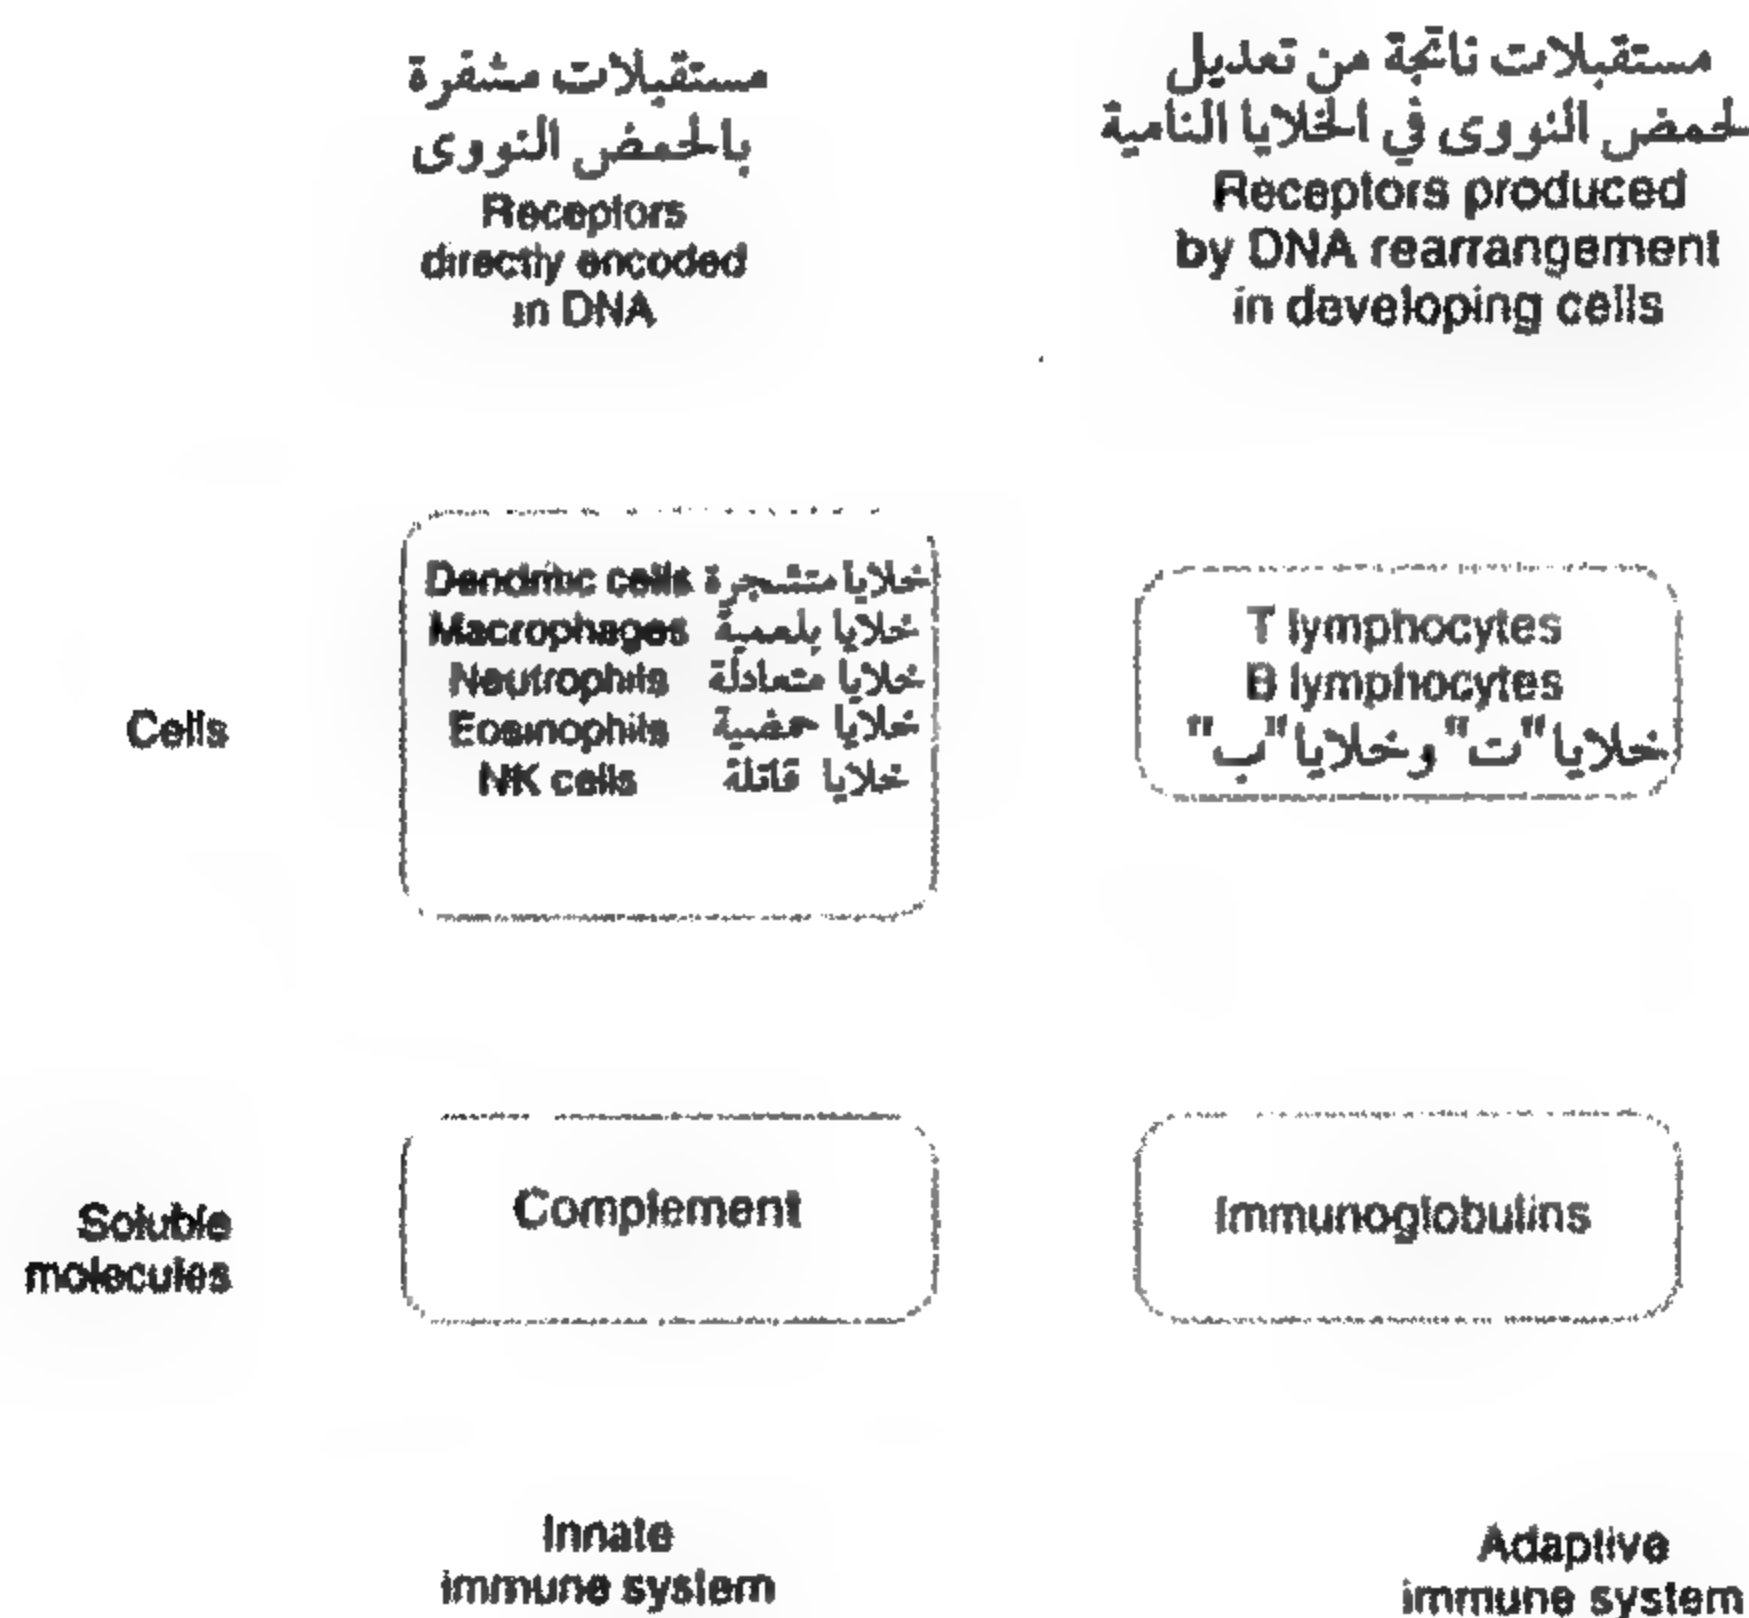 مستقبلات مشفرة
بالحمض النووى
Receptors
directly encoded
in DNA
مستقبلات ناتجة من تعديل
لحمض النووى في الخلايا النامية
Receptors produced
by DNA rearrangement
in developing cells
Cells
Dendritic cells خلايا متشجرة
Macrophages خلايا بلعمية
Neutrophils خلايا متعادلة
Eosinophils خلايا حمضية
NK cells خلايا قاتلة
T lymphocytes
B lymphocytes
خلايا "ت" وخلايا "ب"
Soluble
molecules
Complement
Immunoglobulins
Innate
immune system
Adaptive
immune system